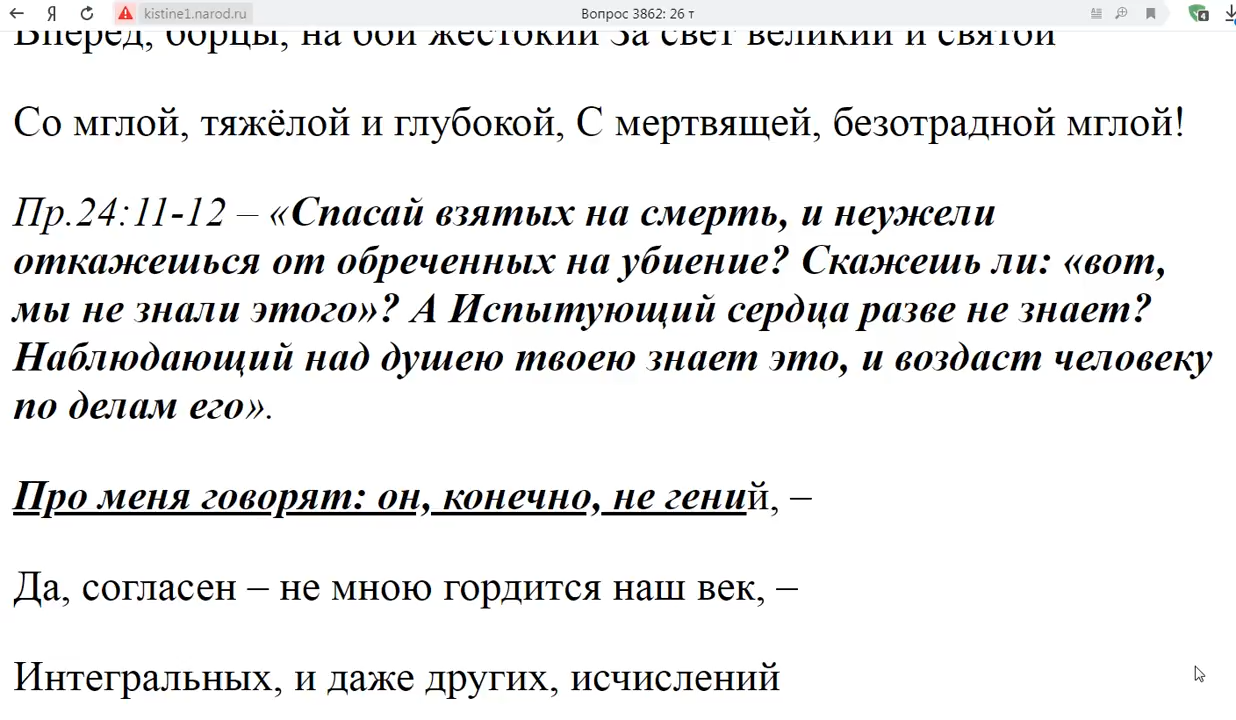 Я kistine1.narod.ru Вопрос 3862: 26 т 4
Вперед, борцы, на бой жестокий За свет великий и святой
Со мглой, тяжёлой и глубокой, С мертвящей, безотрадной мглой!
Пр.24:11-12 – «Спасай взятых на смерть, и неужели
откажешься от обреченных на убиение? Скажешь ли: «вот,
мы не знали этого»? А Испытующий сердца разве не знает?
Наблюдающий над душею твоею знает это, и воздаст человеку
по делам его».
Про меня говорят: он, конечно, не гений, –
Да, согласен – не мною гордится наш век, –
Интегральных, и даже других, исчислений